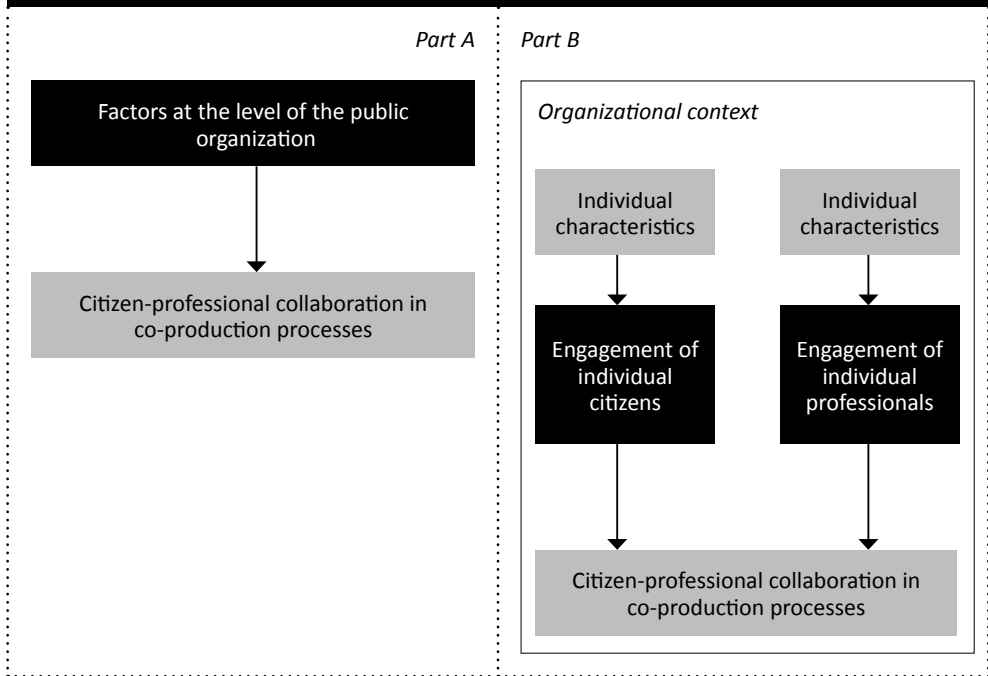 Part A
Factors at the level of the public
organization
Citizen-professional collaboration in
co-production processes
Part B
Organizational context
Individual
characteristics
Engagement of
individual
citizens
Individual
characteristics
Engagement of
individual
professionals
Citizen-professional collaboration in
co-production processes